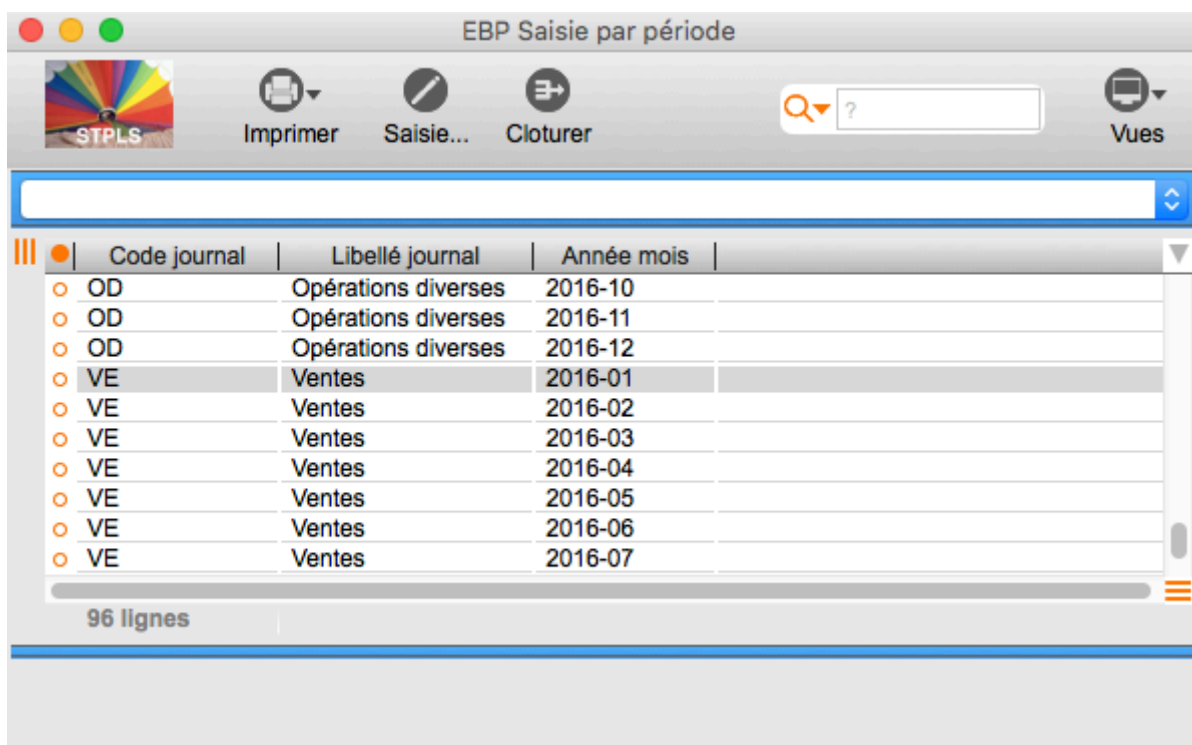 EBP Saisie par période
STPLS
Imprimer Saisie... Cloturer ? Vues
Code journal Libellé journal Année mois
OD Opérations diverses 2016-10
OD Opérations diverses 2016-11
OD Opérations diverses 2016-12
VE Ventes 2016-01
VE Ventes 2016-02
VE Ventes 2016-03
VE Ventes 2016-04
VE Ventes 2016-05
VE Ventes 2016-06
VE Ventes 2016-07
96 lignes